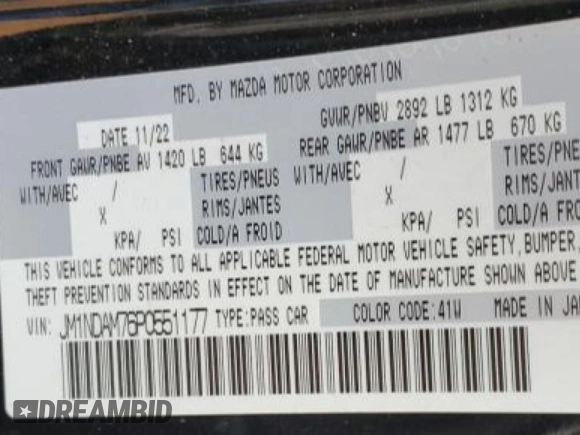 MFD. BY MAZDA MOTOR CORPORATION
DATE 11/22 GVWR/PNBV 2892 LB 1312 KG
FRONT GAWR/PNBE AV 1420 LB 644 KG REAR GAWR/PNBE AR 1477 LB 670 KG
WITH/AVEC / TIRES/PNEUS WITH/AVEC / TIRES/PNE
X RIMS/JANTES X RIMS/JANTE
KPA/ PSI COLD/A FROID KPA/ PSI COLD/A FRO
THIS VEHICLE CONFORMS TO ALL APPLICABLE FEDERAL MOTOR VEHICLE SAFETY, BUMPER,
THEFT PREVENTION STANDARDS IN EFFECT ON THE DATE OF MANUFACTURE SHOWN ABOVE.
VIN: JM1NDAM76P0551177 TYPE:PASS CAR COLOR CODE:41W MADE IN JA
DREAMBID